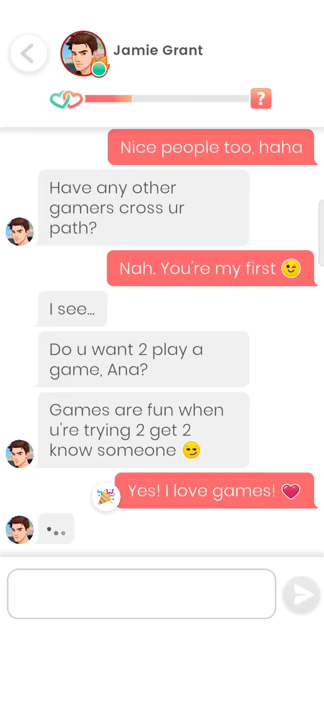 Jamie Grant
?
Nice people too, haha
Have any other
gamers cross ur
path?
Nah. You're my first 😉
I see...
Do u want 2 play a
game, Ana?
Games are fun when
u're trying 2 get 2
know someone 😏
Yes! I love games! 💗